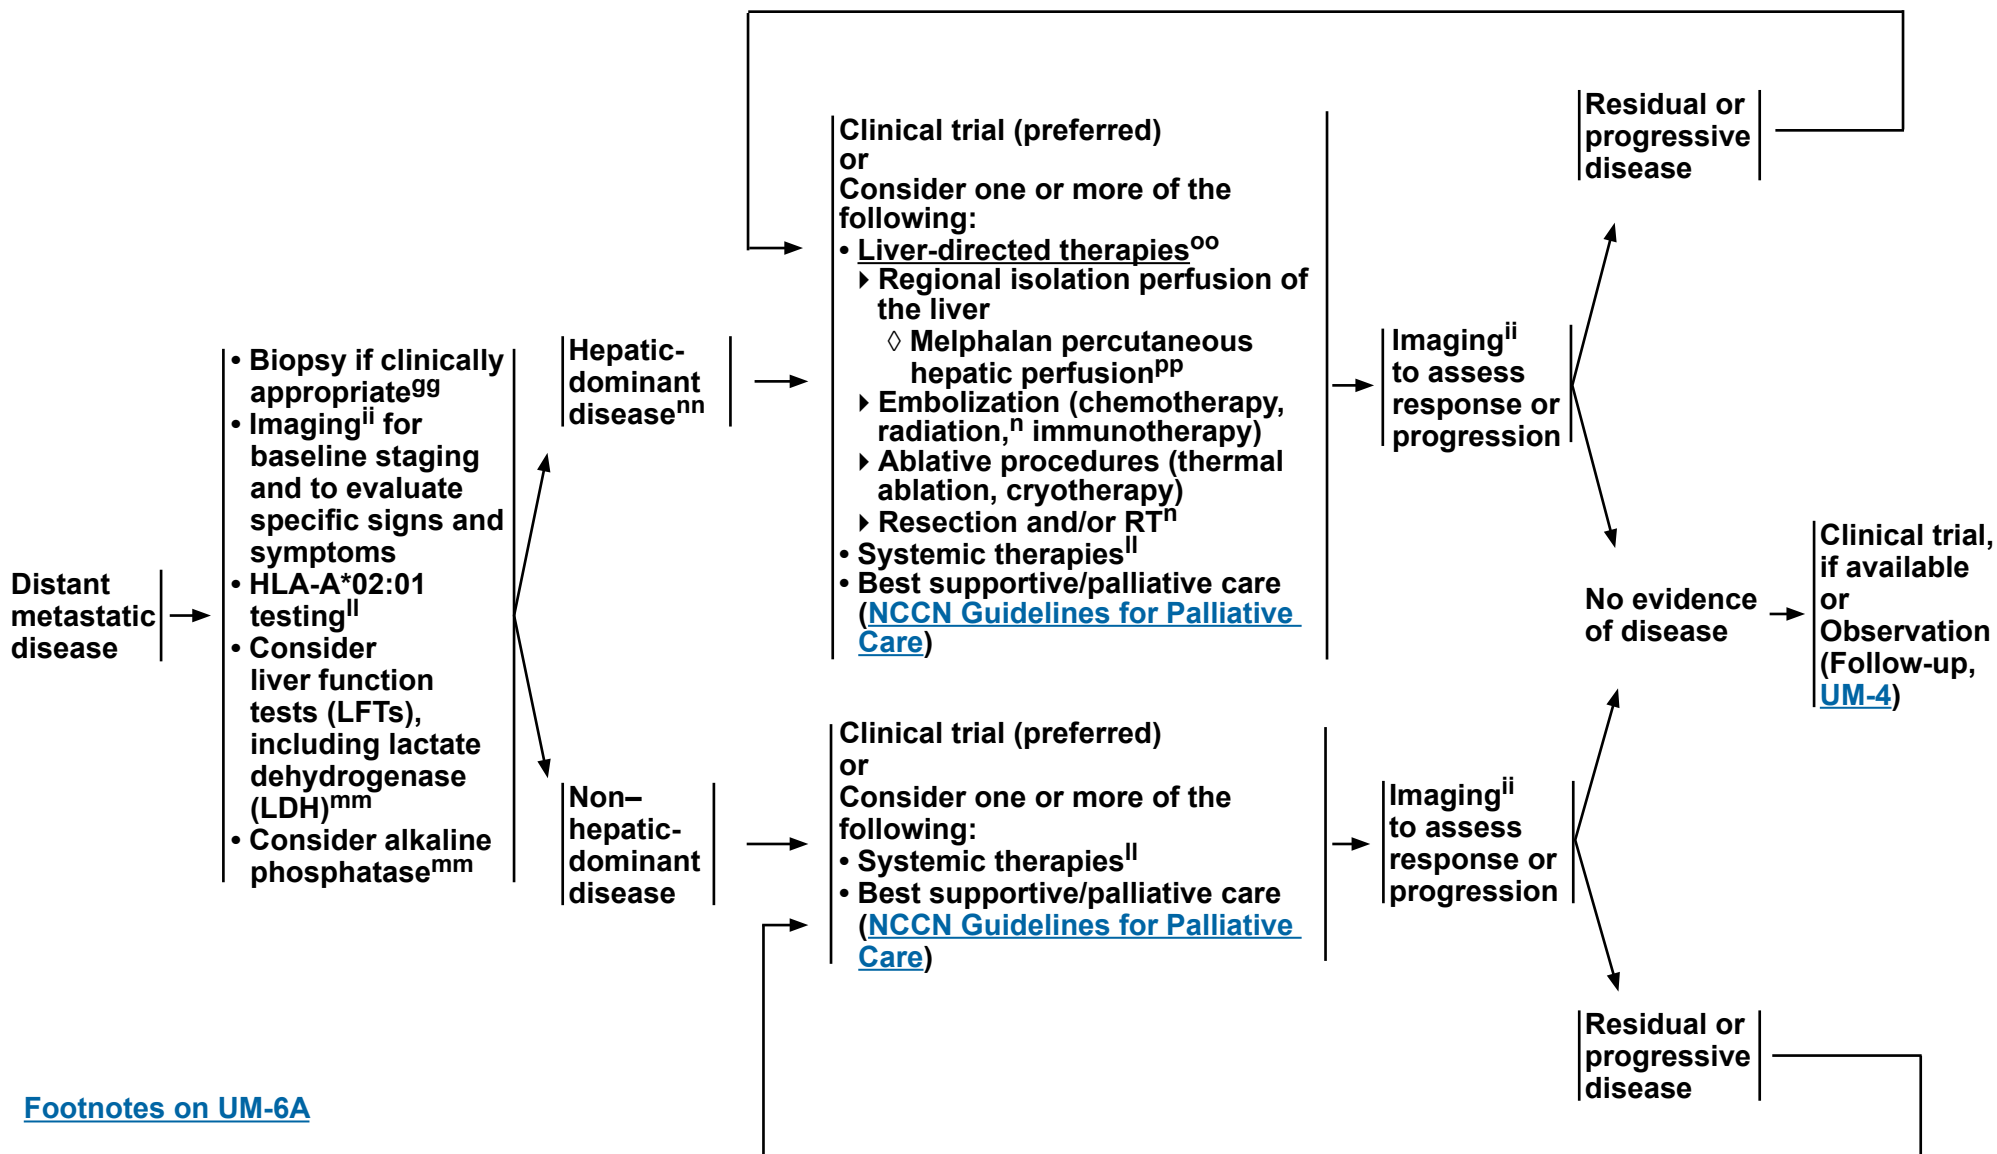 Distant
metastatic
disease
• Biopsy if clinically
appropriategg
• Imagingii for
baseline staging
and to evaluate
specific signs and
symptoms
• HLA-A*02:01
testingll
• Consider
liver function
tests (LFTs),
including lactate
dehydrogenase
(LDH)mm
• Consider alkaline
phosphatasemm
Hepatic-
dominant
diseasenn
Clinical trial (preferred)
or
Consider one or more of the
following:
• Liver-directed therapiesoo
Regional isolation perfusion of
the liver
◊ Melphalan percutaneous
hepatic perfusionpp
Embolization (chemotherapy,
radiation,n immunotherapy)
Ablative procedures (thermal
ablation, cryotherapy)
Resection and/or RTn
• Systemic therapiesll
• Best supportive/palliative care
(NCCN Guidelines for Palliative
Care)
Imagingii
to assess
response or
progression
Residual or
progressive
disease
No evidence
of disease
Clinical trial,
if available
or
Observation
(Follow-up,
UM-4)
Non–
hepatic-
dominant
disease
Clinical trial (preferred)
or
Consider one or more of the
following:
• Systemic therapiesll
• Best supportive/palliative care
(NCCN Guidelines for Palliative
Care)
Imagingii
to assess
response or
progression
Residual or
progressive
disease
Footnotes on UM-6A